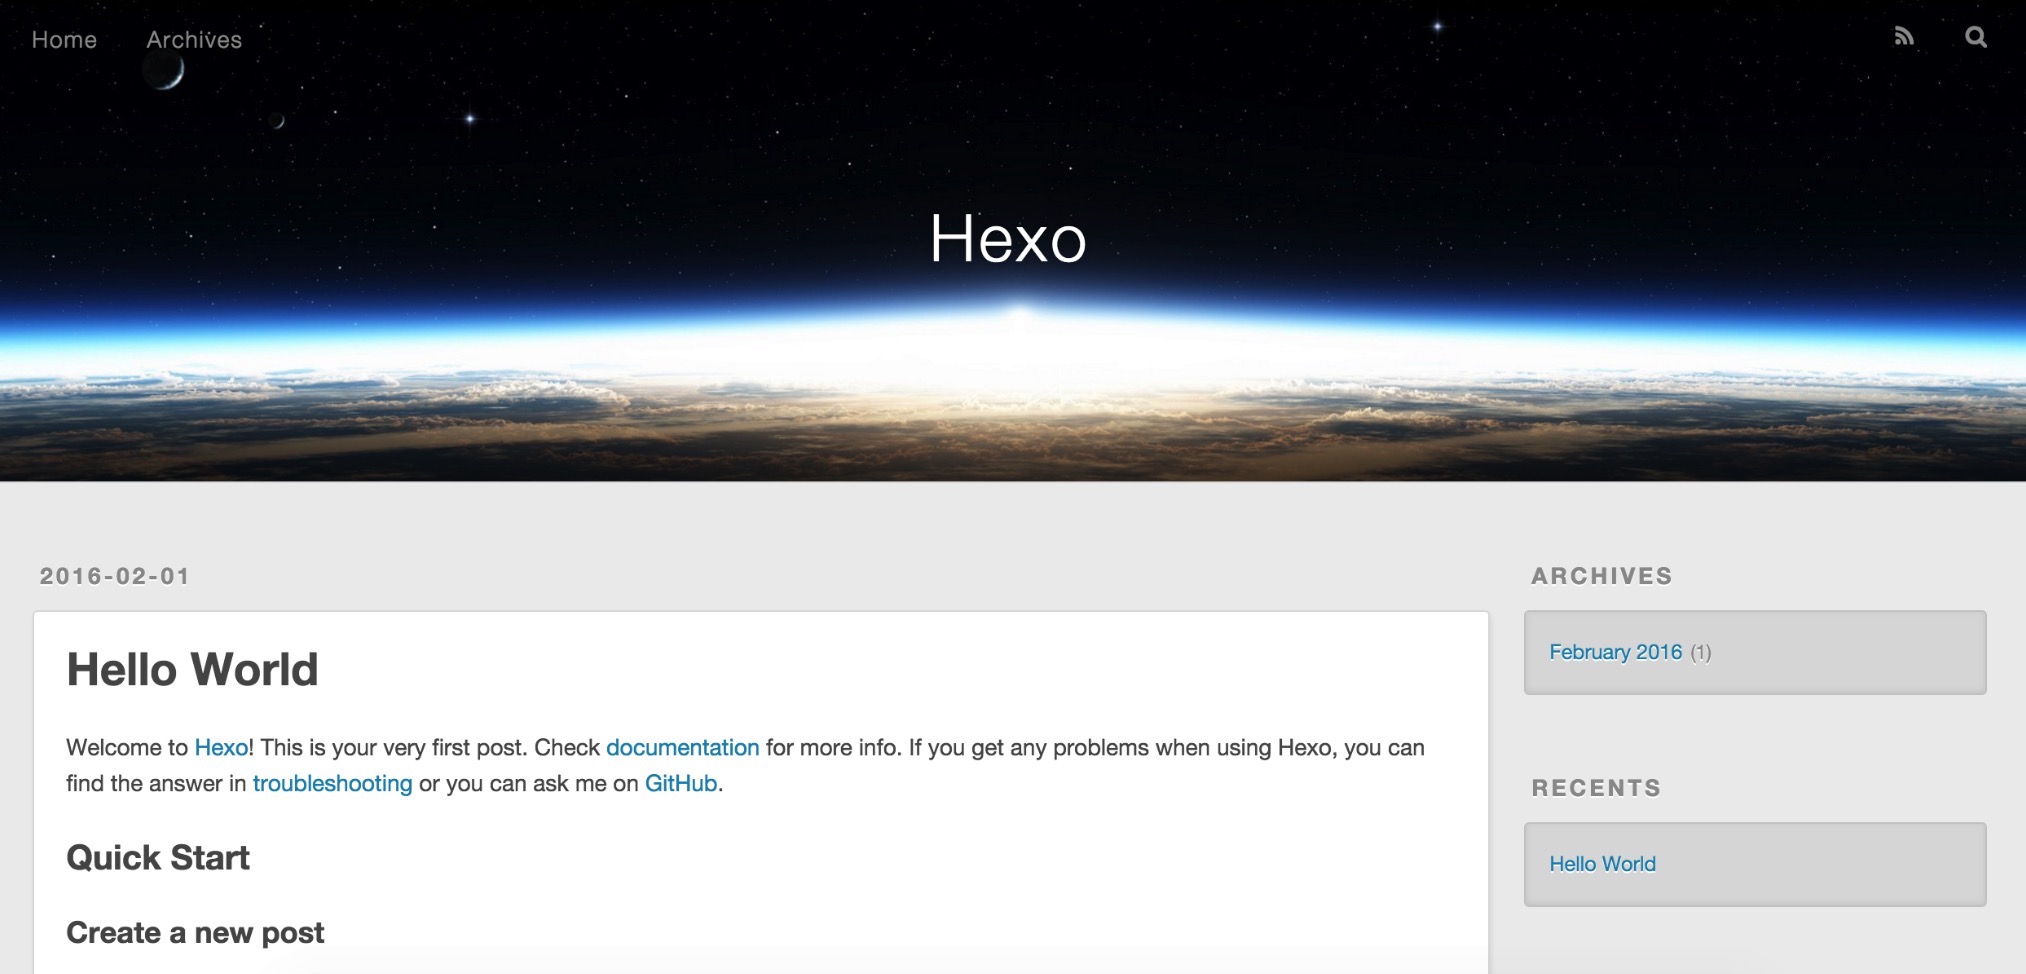 Home Archives
Hexo
2016-02-01
Hello World
Welcome to Hexo! This is your very first post. Check documentation for more info. If you get any problems when using Hexo, you can
find the answer in troubleshooting or you can ask me on GitHub.
Quick Start
Create a new post
ARCHIVES
February 2016 (1)
RECENTS
Hello World